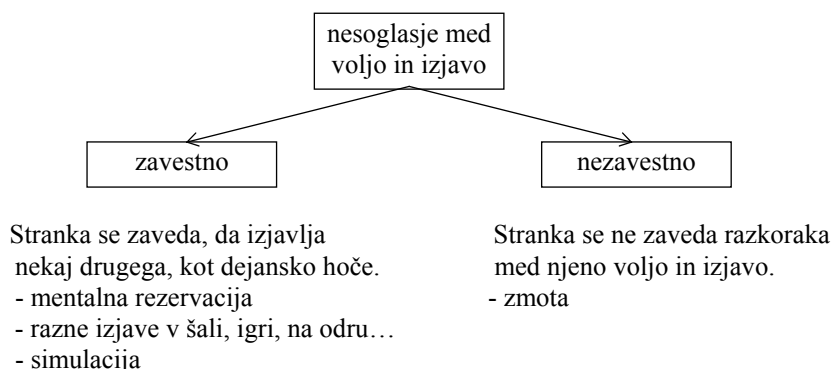 nesoglasje med
voljo in izjavo
zavestno
nezavestno
Stranka se zaveda, da izjavlja
nekaj drugega, kot dejansko hoče.
- mentalna rezervacija
- razne izjave v šali, igri, na odru…
- simulacija
Stranka se ne zaveda razkoraka
med njeno voljo in izjavo.
- zmota